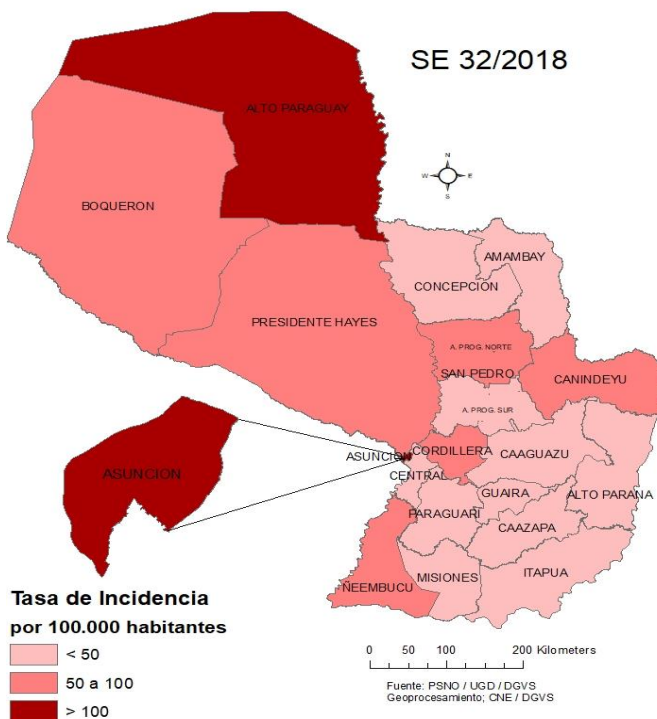 SE 32/2018
ALTO PARAGUAY
N
W E
S
BOQUERON
AMAMBAY
CONCEPCIÓN
PRESIDENTE HAYES
A. PROG. NORTE
SAN PEDRO
CANINDEYU
A. PROG. SUR
ASUNCION
CORDILLERA
CAAGUAZU
ASUNCION
CENTRAL
GUAIRA
ALTO PARANA
PARAGUARI
CAAZAPA
ITAPUA
MISIONES
ÑEEMBUCU
Tasa de Incidencia
por 100.000 habitantes
< 50
50 a 100
> 100
0 50 100 200 Kilometers
Fuente: PSNO / UGD / DGVS
Geoprocesamiento; CNE / DGVS